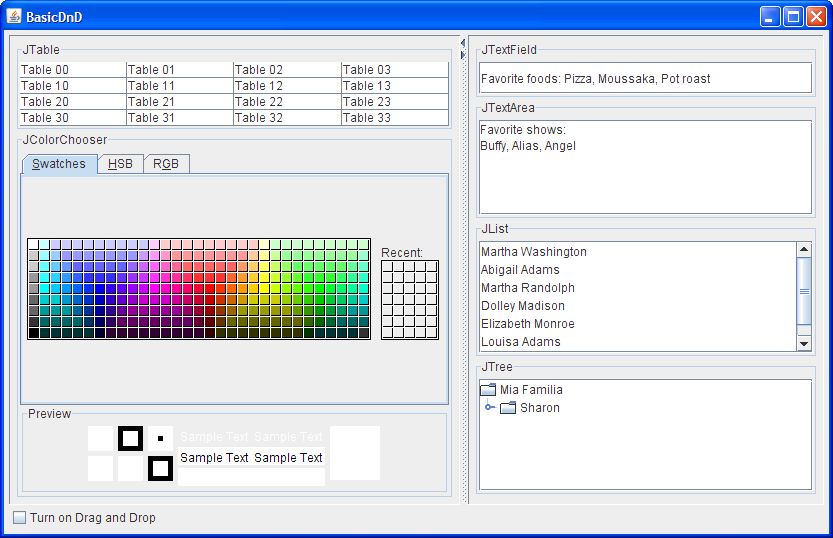 BasicDnD
JTable
Table 00 Table 01 Table 02 Table 03
Table 10 Table 11 Table 12 Table 13
Table 20 Table 21 Table 22 Table 23
Table 30 Table 31 Table 32 Table 33
JColorChooser
Swatches HSB RGB
Recent:
Preview
Sample Text Sample Text
Sample Text Sample Text
JTextField
Favorite foods: Pizza, Moussaka, Pot roast
JTextArea
Favorite shows:
Buffy, Alias, Angel
JList
Martha Washington
Abigail Adams
Martha Randolph
Dolley Madison
Elizabeth Monroe
Louisa Adams
JTree
Mia Familia
Sharon
Turn on Drag and Drop